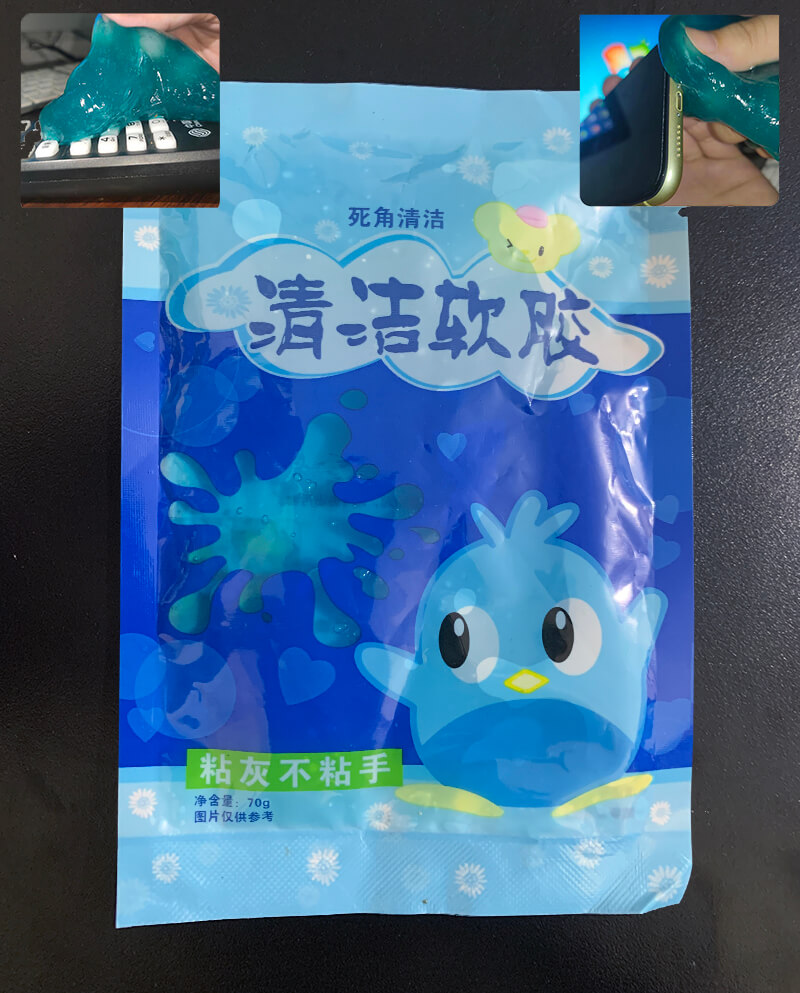 死角清洁
清洁软胶
粘灰不粘手
净含量：70g
图片仅供参考